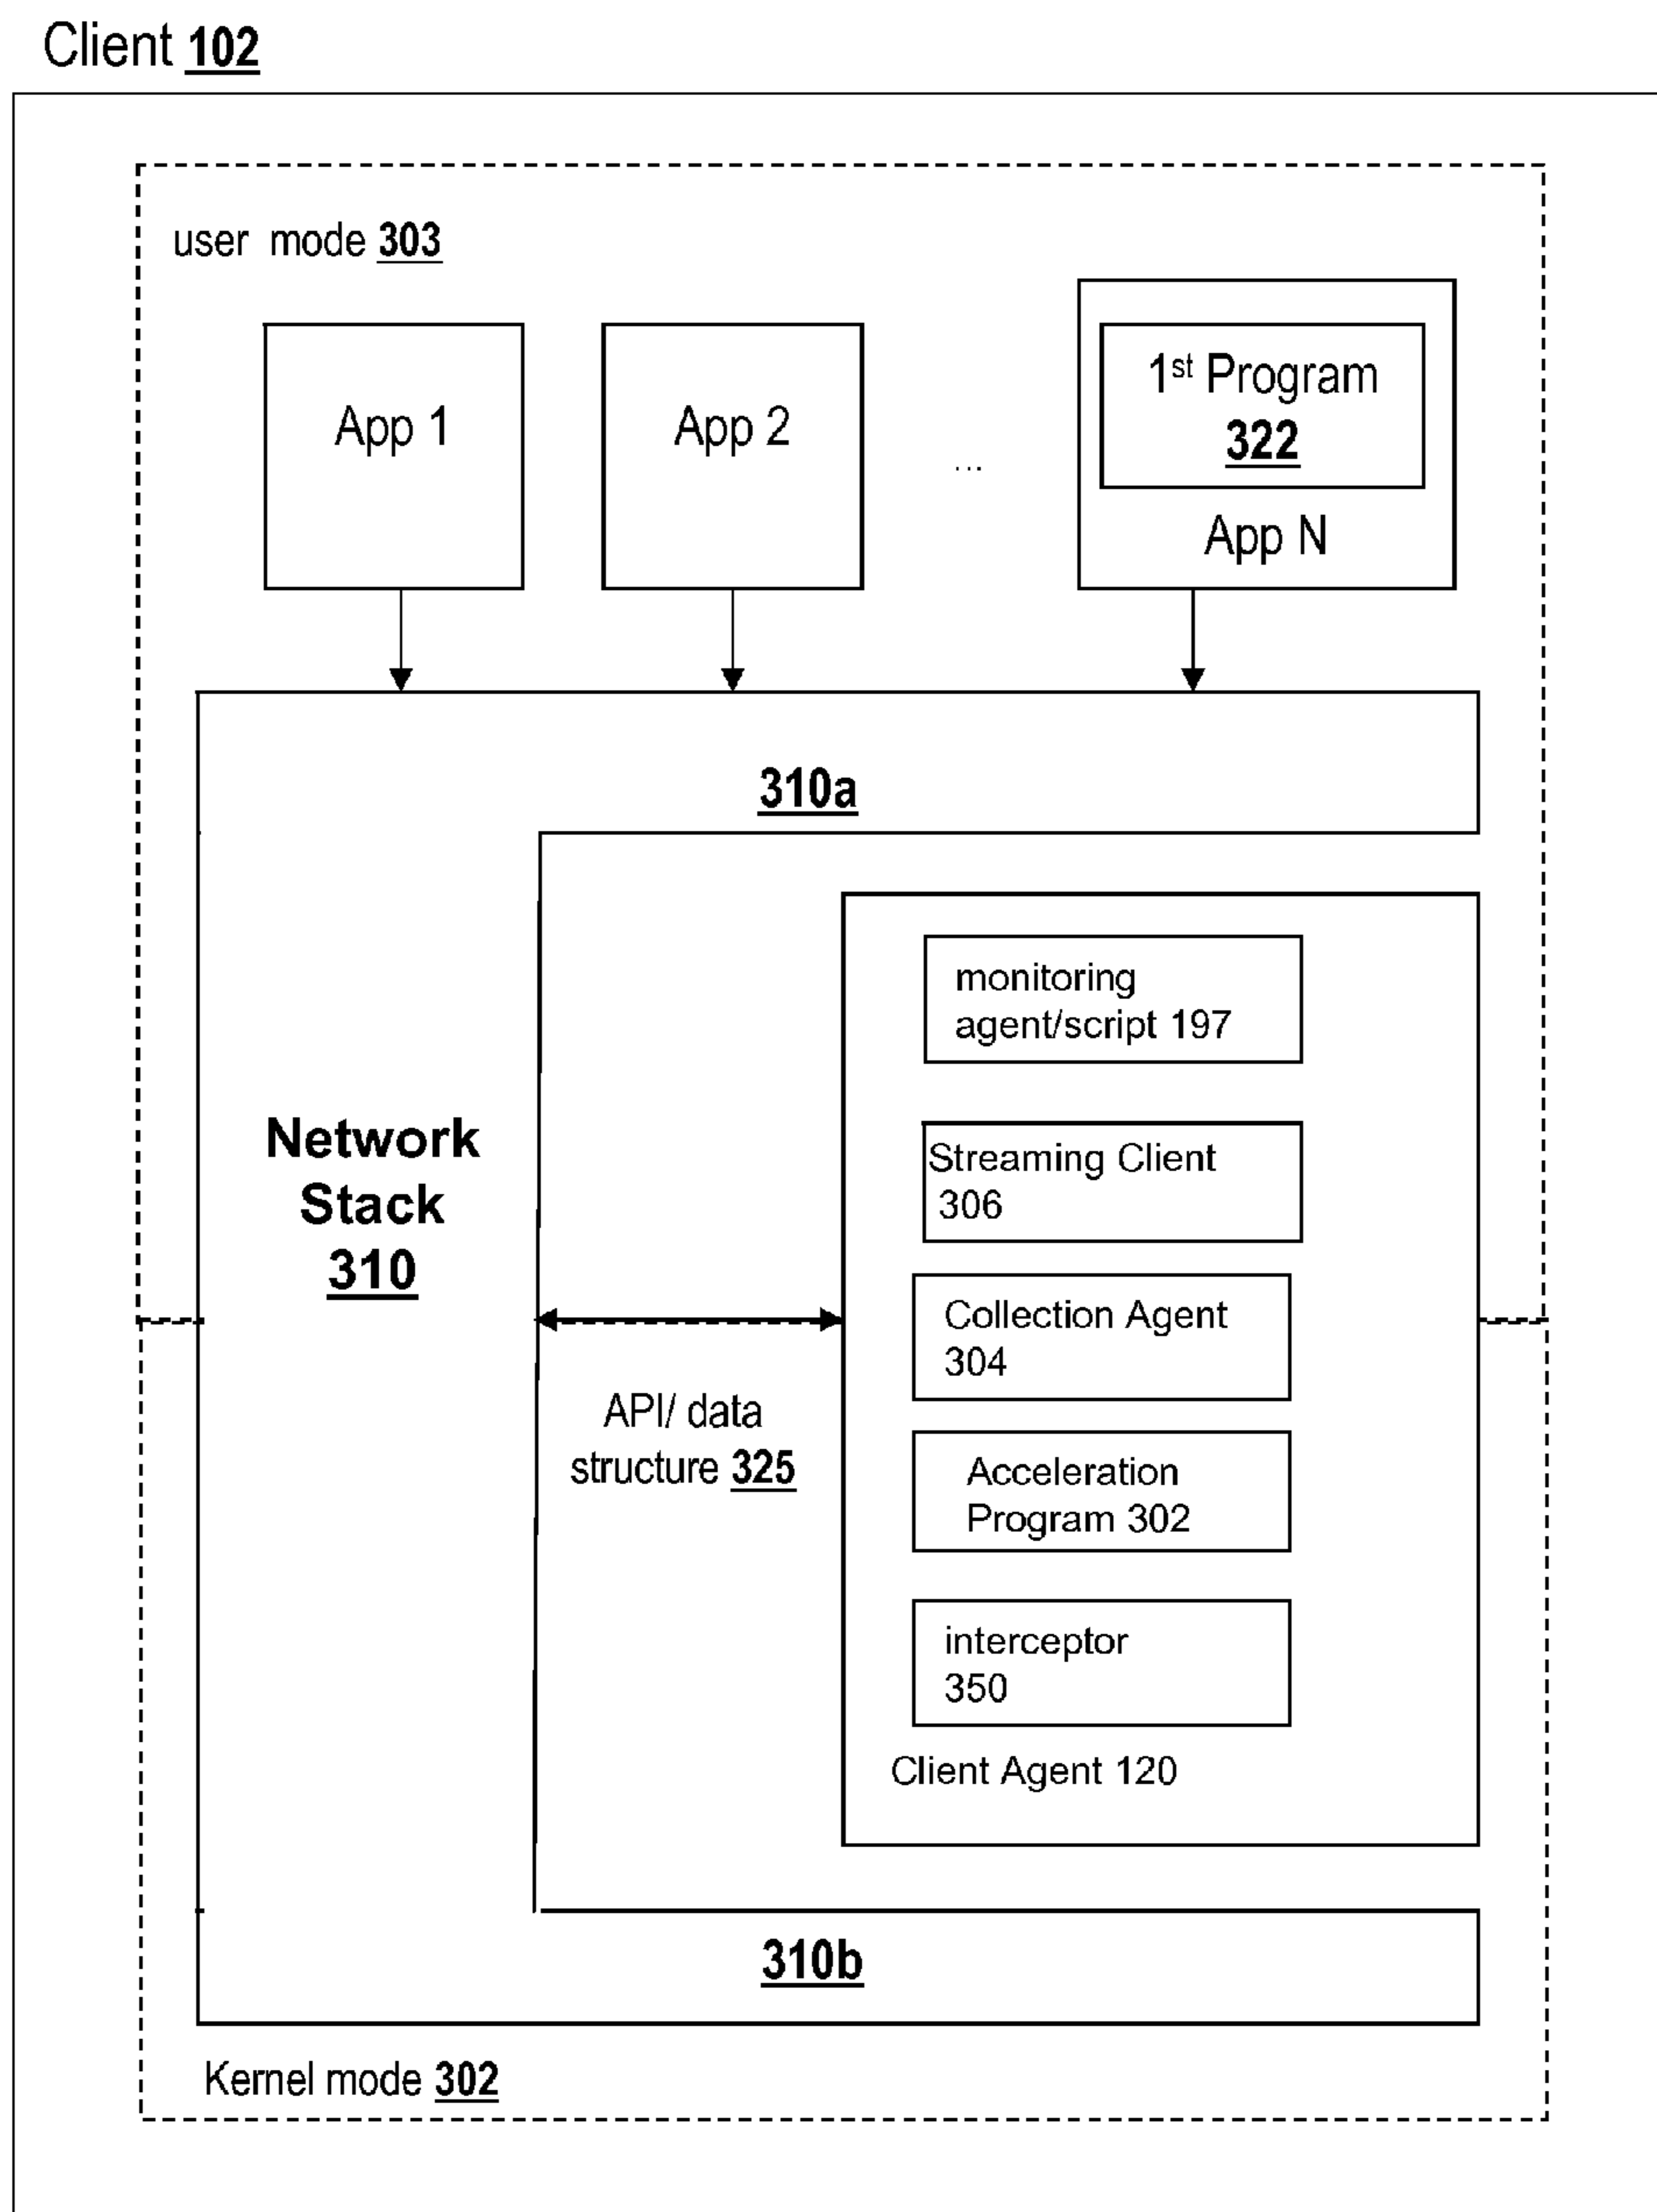 Client 102
user mode 303
App 1
App 2
...
1st Program
322
App N
310a
Network
Stack
310
API/ data
structure 325
monitoring
agent/script 197
Streaming Client
306
Collection Agent
304
Acceleration
Program 302
interceptor
350
Client Agent 120
310b
Kernel mode 302